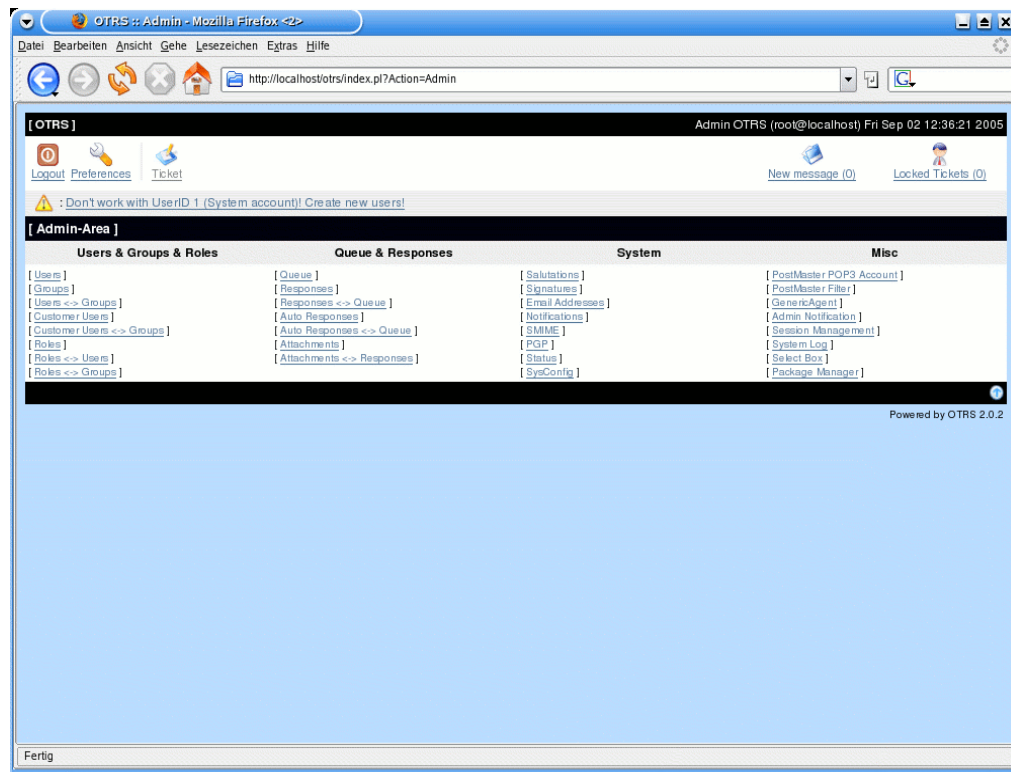 OTRS :: Admin - Mozilla Firefox <2>
Datei Bearbeiten Ansicht Gehe Lesezeichen Extras Hilfe
http://localhost/otrs/index.pl?Action=Admin
G
[ OTRS ] Admin OTRS (root@localhost) Fri Sep 02 12:36:21 2005
Logout Preferences Ticket New message (0) Locked Tickets (0)
: Don't work with UserID 1 (System account)! Create new users!
[ Admin-Area ]
Users & Groups & Roles Queue & Responses System Misc
[ Users ] [ Queue ] [ Salutations ] [ PostMaster POP3 Account ]
[ Groups ] [ Responses ] [ Signatures ] [ PostMaster Filter ]
[ Users <-> Groups ] [ Responses <-> Queue ] [ Email Addresses ] [ GenericAgent ]
[ Customer Users ] [ Auto Responses ] [ Notifications ] [ Admin Notification ]
[ Customer Users <-> Groups ] [ Auto Responses <-> Queue ] [ SMIME ] [ Session Management ]
[ Roles ] [ Attachments ] [ PGP ] [ System Log ]
[ Roles <-> Users ] [ Attachments <-> Responses ] [ Status ] [ Select Box ]
[ Roles <-> Groups ] [ SysConfig ] [ Package Manager ]
Powered by OTRS 2.0.2
Fertig